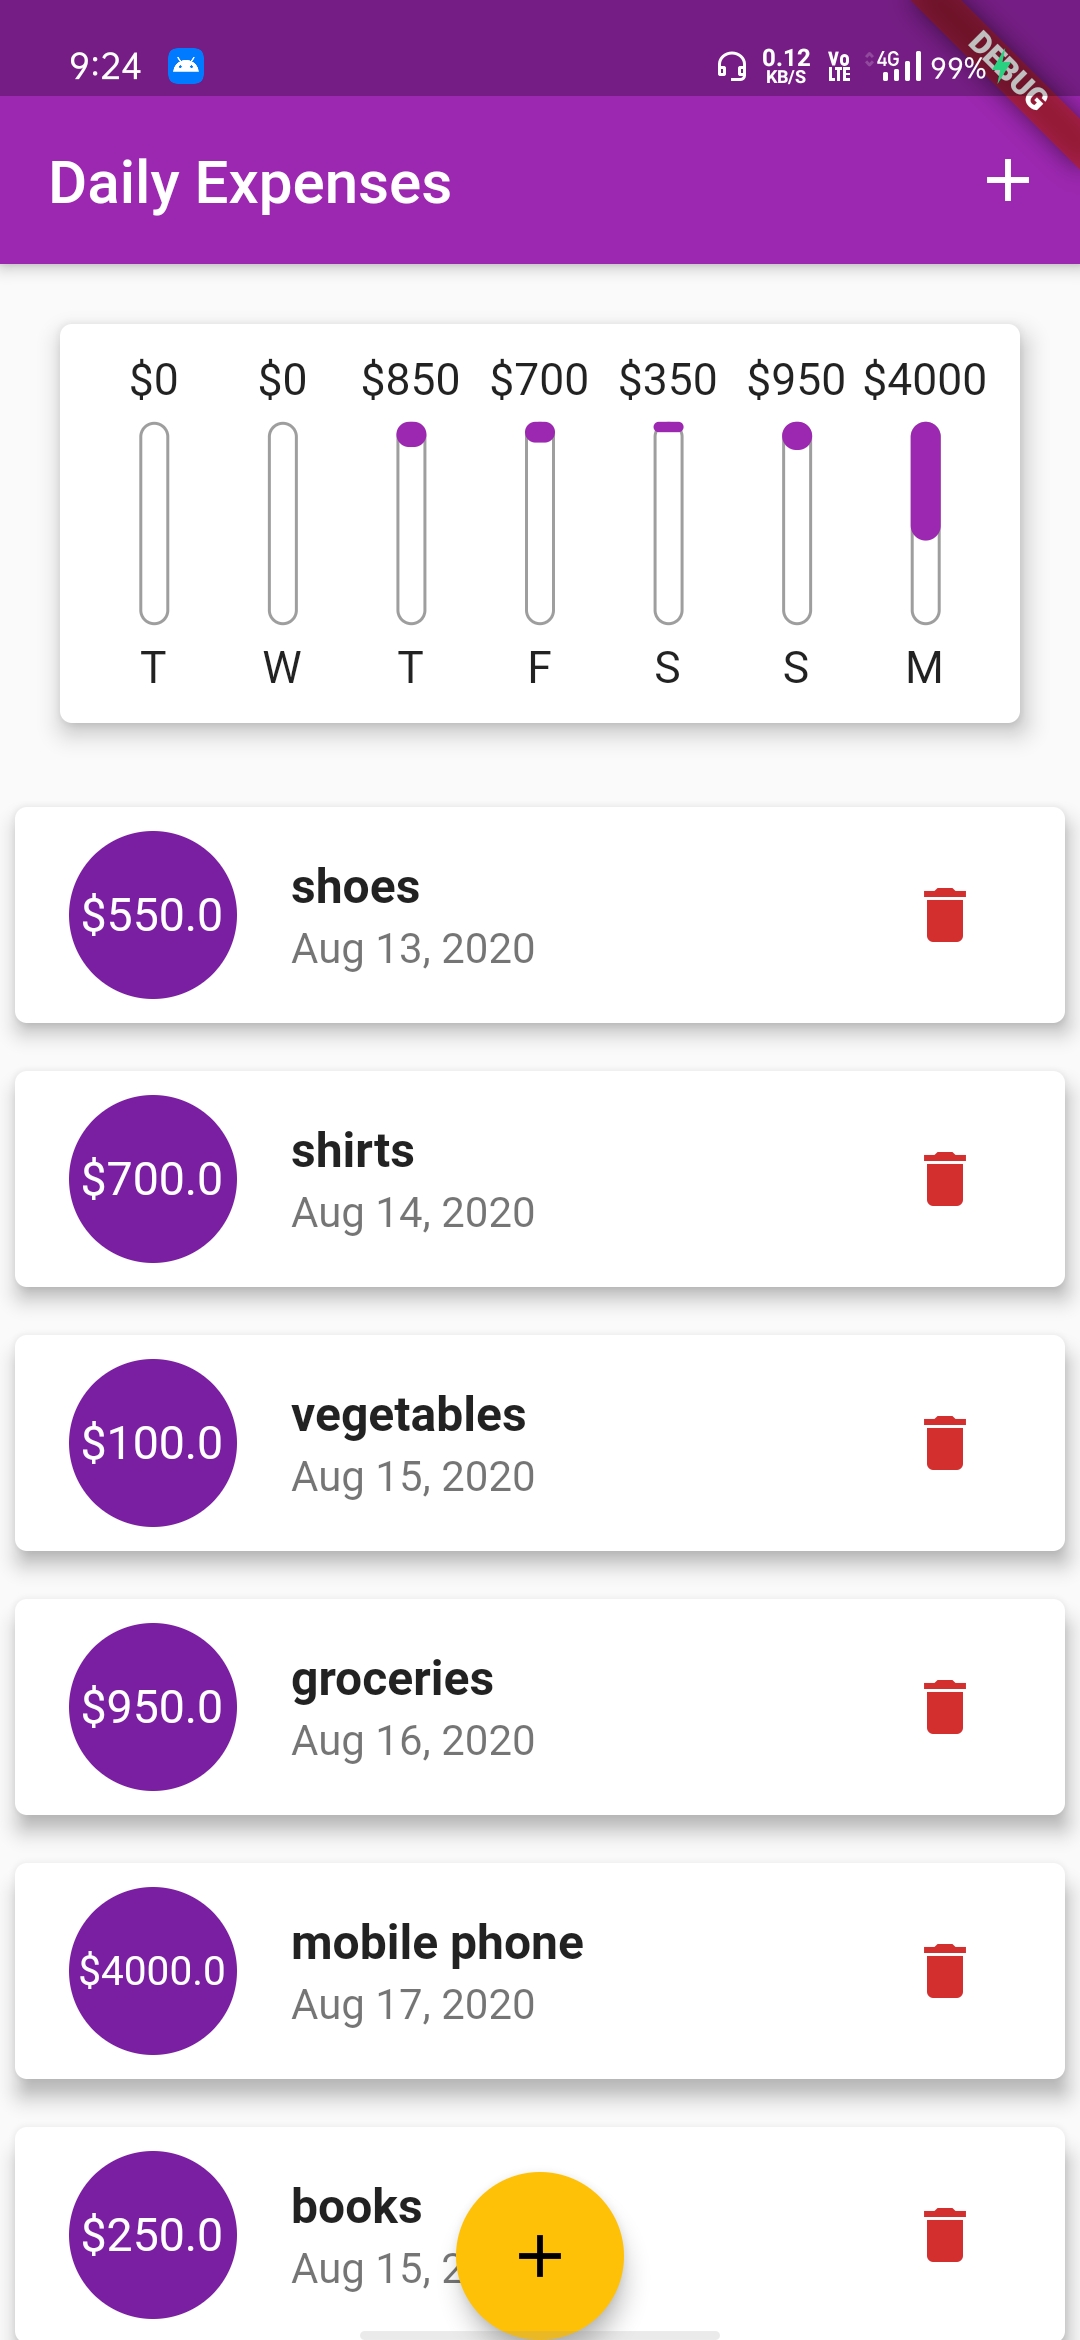 9:24 0.12 KB/S Vo LTE 4G 99%
DEBUG
Daily Expenses
$0 $0 $850 $700 $350 $950 $4000
T W T F S S M
$550.0
shoes
Aug 13, 2020
$700.0
shirts
Aug 14, 2020
$100.0
vegetables
Aug 15, 2020
$950.0
groceries
Aug 16, 2020
$4000.0
mobile phone
Aug 17, 2020
$250.0
books
Aug 15, 2